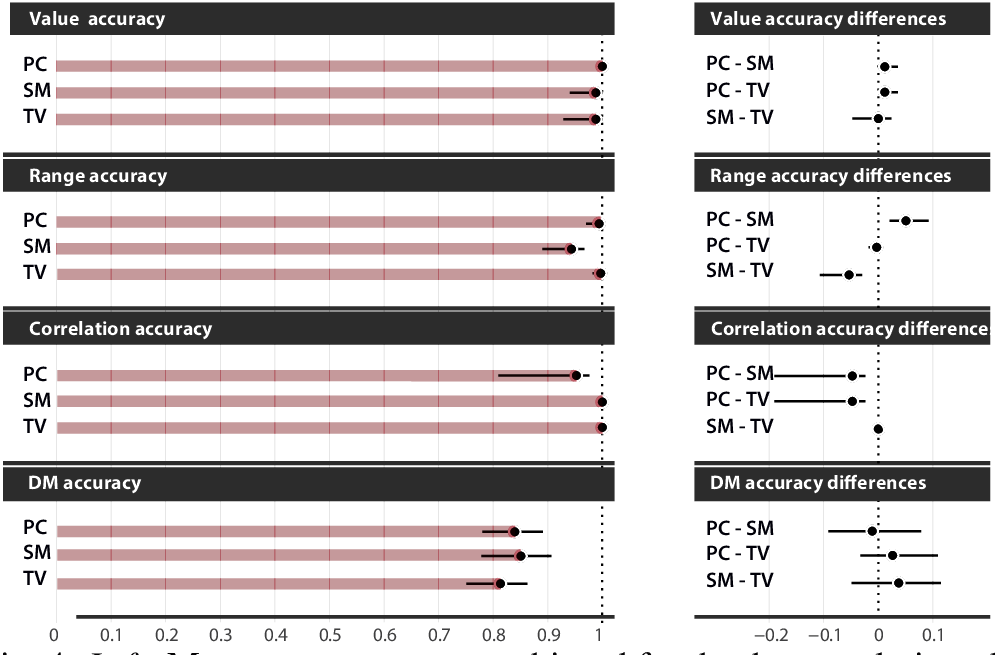 Value accuracy
PC
SM
TV
Value accuracy differences
PC - SM
PC - TV
SM - TV
Range accuracy
PC
SM
TV
Range accuracy differences
PC - SM
PC - TV
SM - TV
Correlation accuracy
PC
SM
TV
Correlation accuracy difference
PC - SM
PC - TV
SM - TV
DM accuracy
PC
SM
TV
DM accuracy differences
PC - SM
PC - TV
SM - TV
0 0.1 0.2 0.3 0.4 0.5 0.6 0.7 0.8 0.9 1
−0.2 −0.1 0 0.1